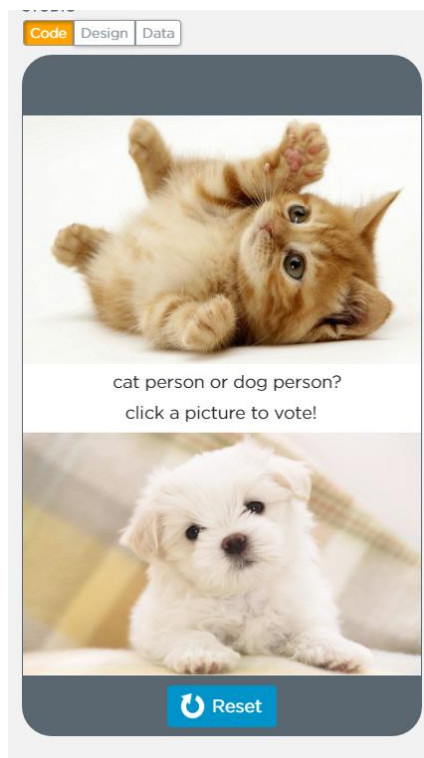 Code Design Data
cat person or dog person?
click a picture to vote!
Reset